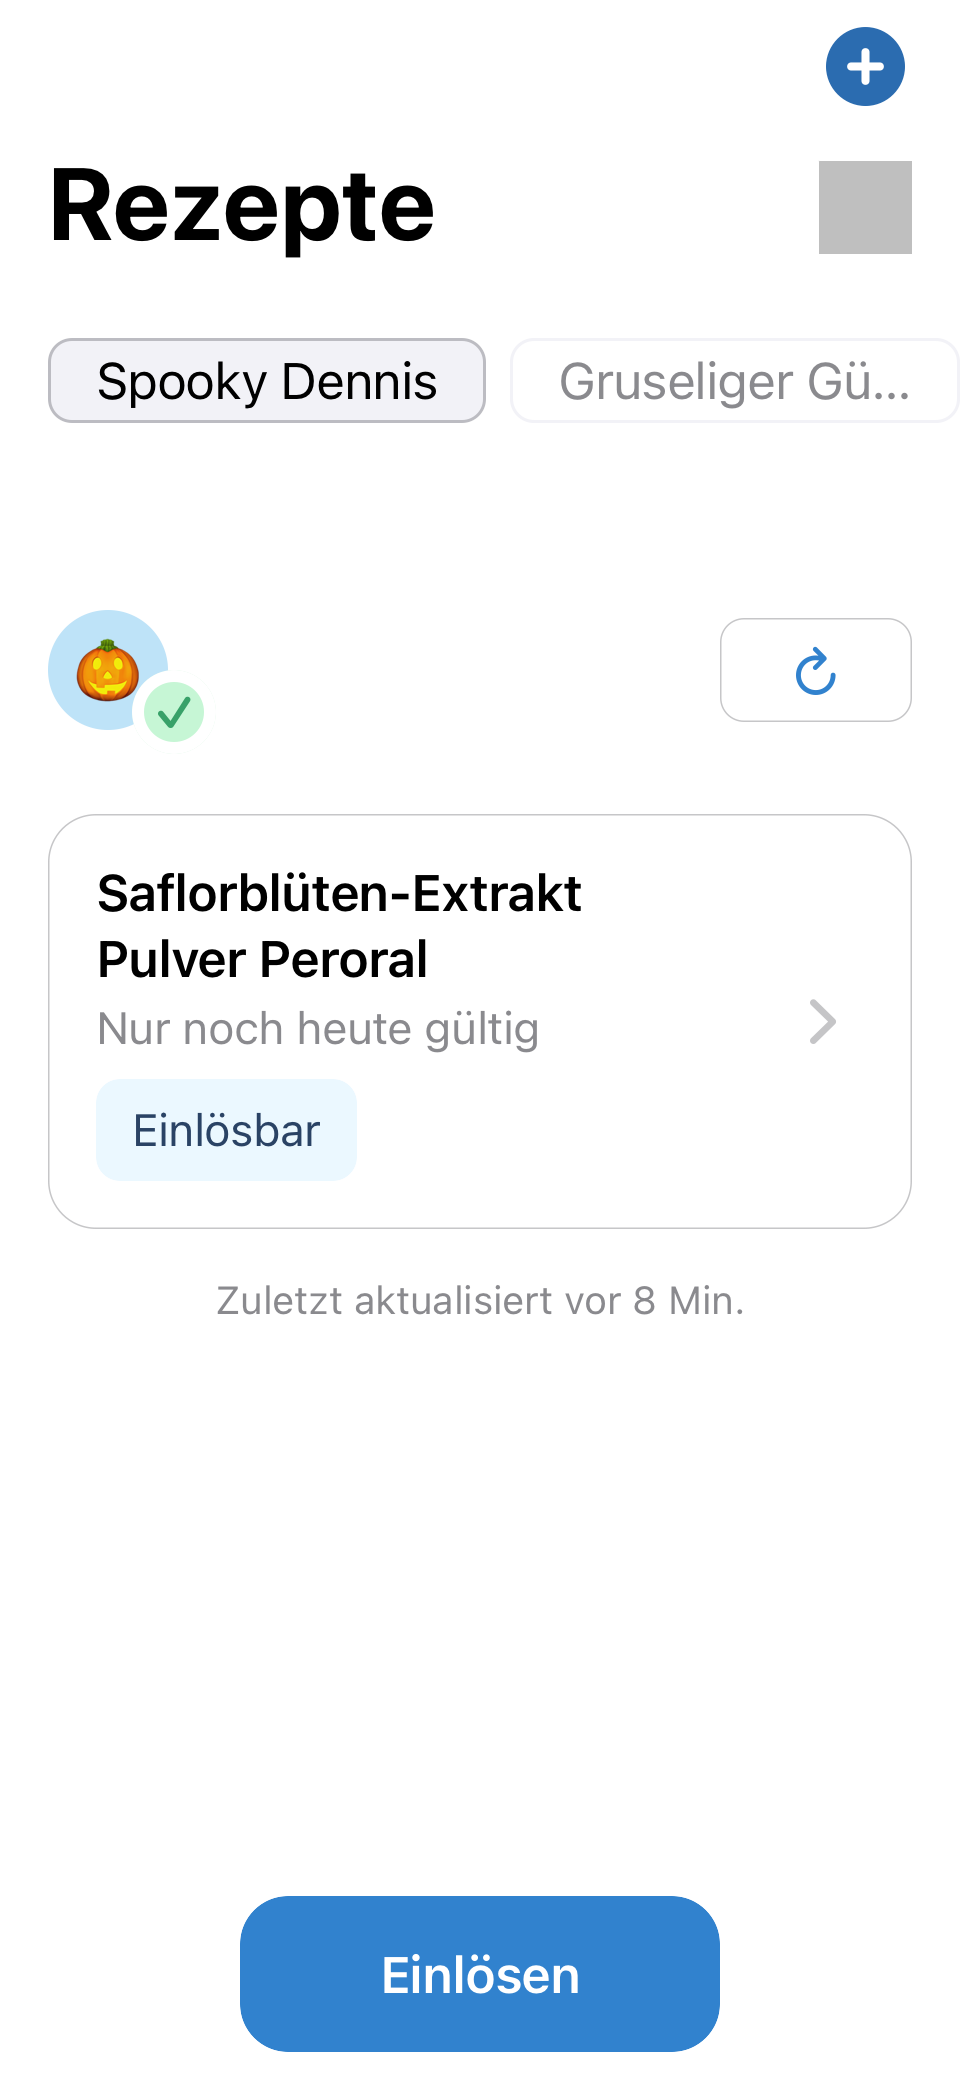 Rezepte
Spooky Dennis
Gruseliger Gü...
Saflorblüten-Extrakt
Pulver Peroral
Nur noch heute gültig
Einlösbar
Zuletzt aktualisiert vor 8 Min.
Einlösen